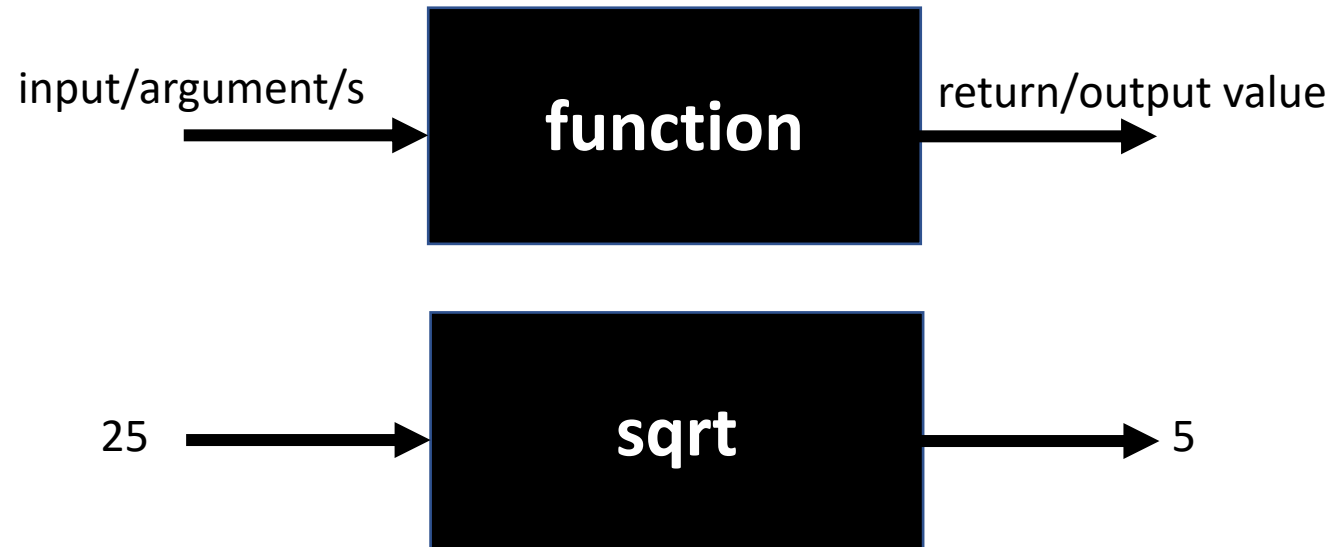 input/argument/s
function
return/output value
25
sqrt
5